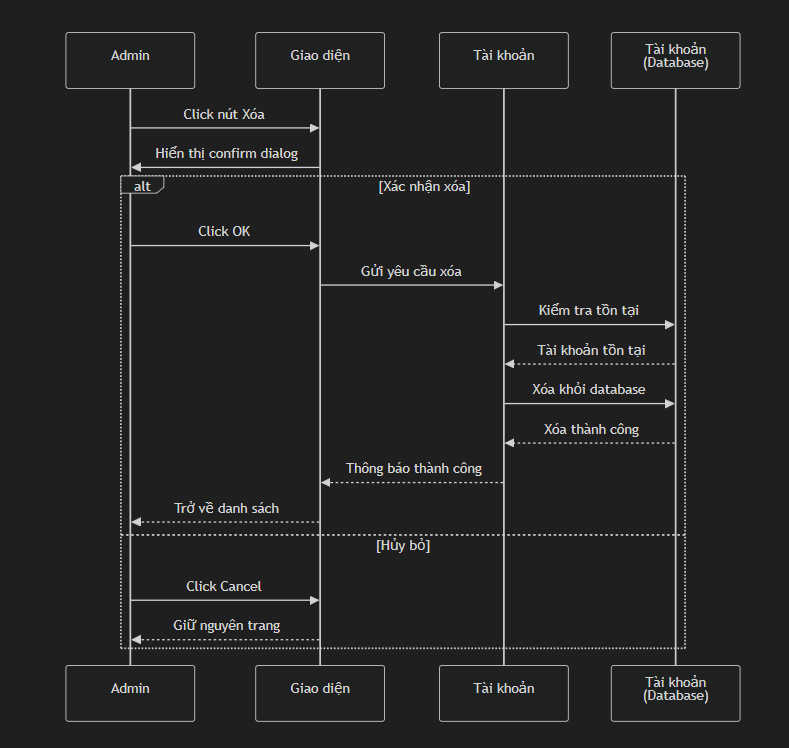 Admin
Giao diện
Tài khoản
Tài khoản
(Database)
Click nút Xóa
Hiển thị confirm dialog
alt
[Xác nhận xóa]
Click OK
Gửi yêu cầu xóa
Kiểm tra tồn tại
Tài khoản tồn tại
Xóa khỏi database
Xóa thành công
Thông báo thành công
Trở về danh sách
[Hủy bỏ]
Click Cancel
Giữ nguyên trang
Admin
Giao diện
Tài khoản
Tài khoản
(Database)